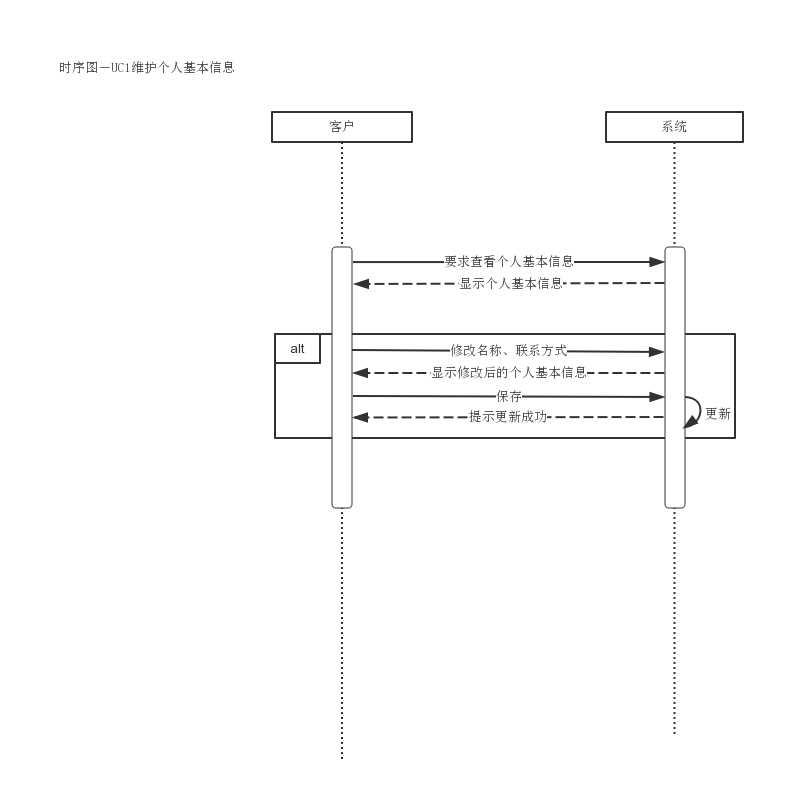 时序图－UC1维护个人基本信息
客户
系统
要求查看个人基本信息
显示个人基本信息
alt
修改名称、联系方式
显示修改后的个人基本信息
保存
更新
提示更新成功